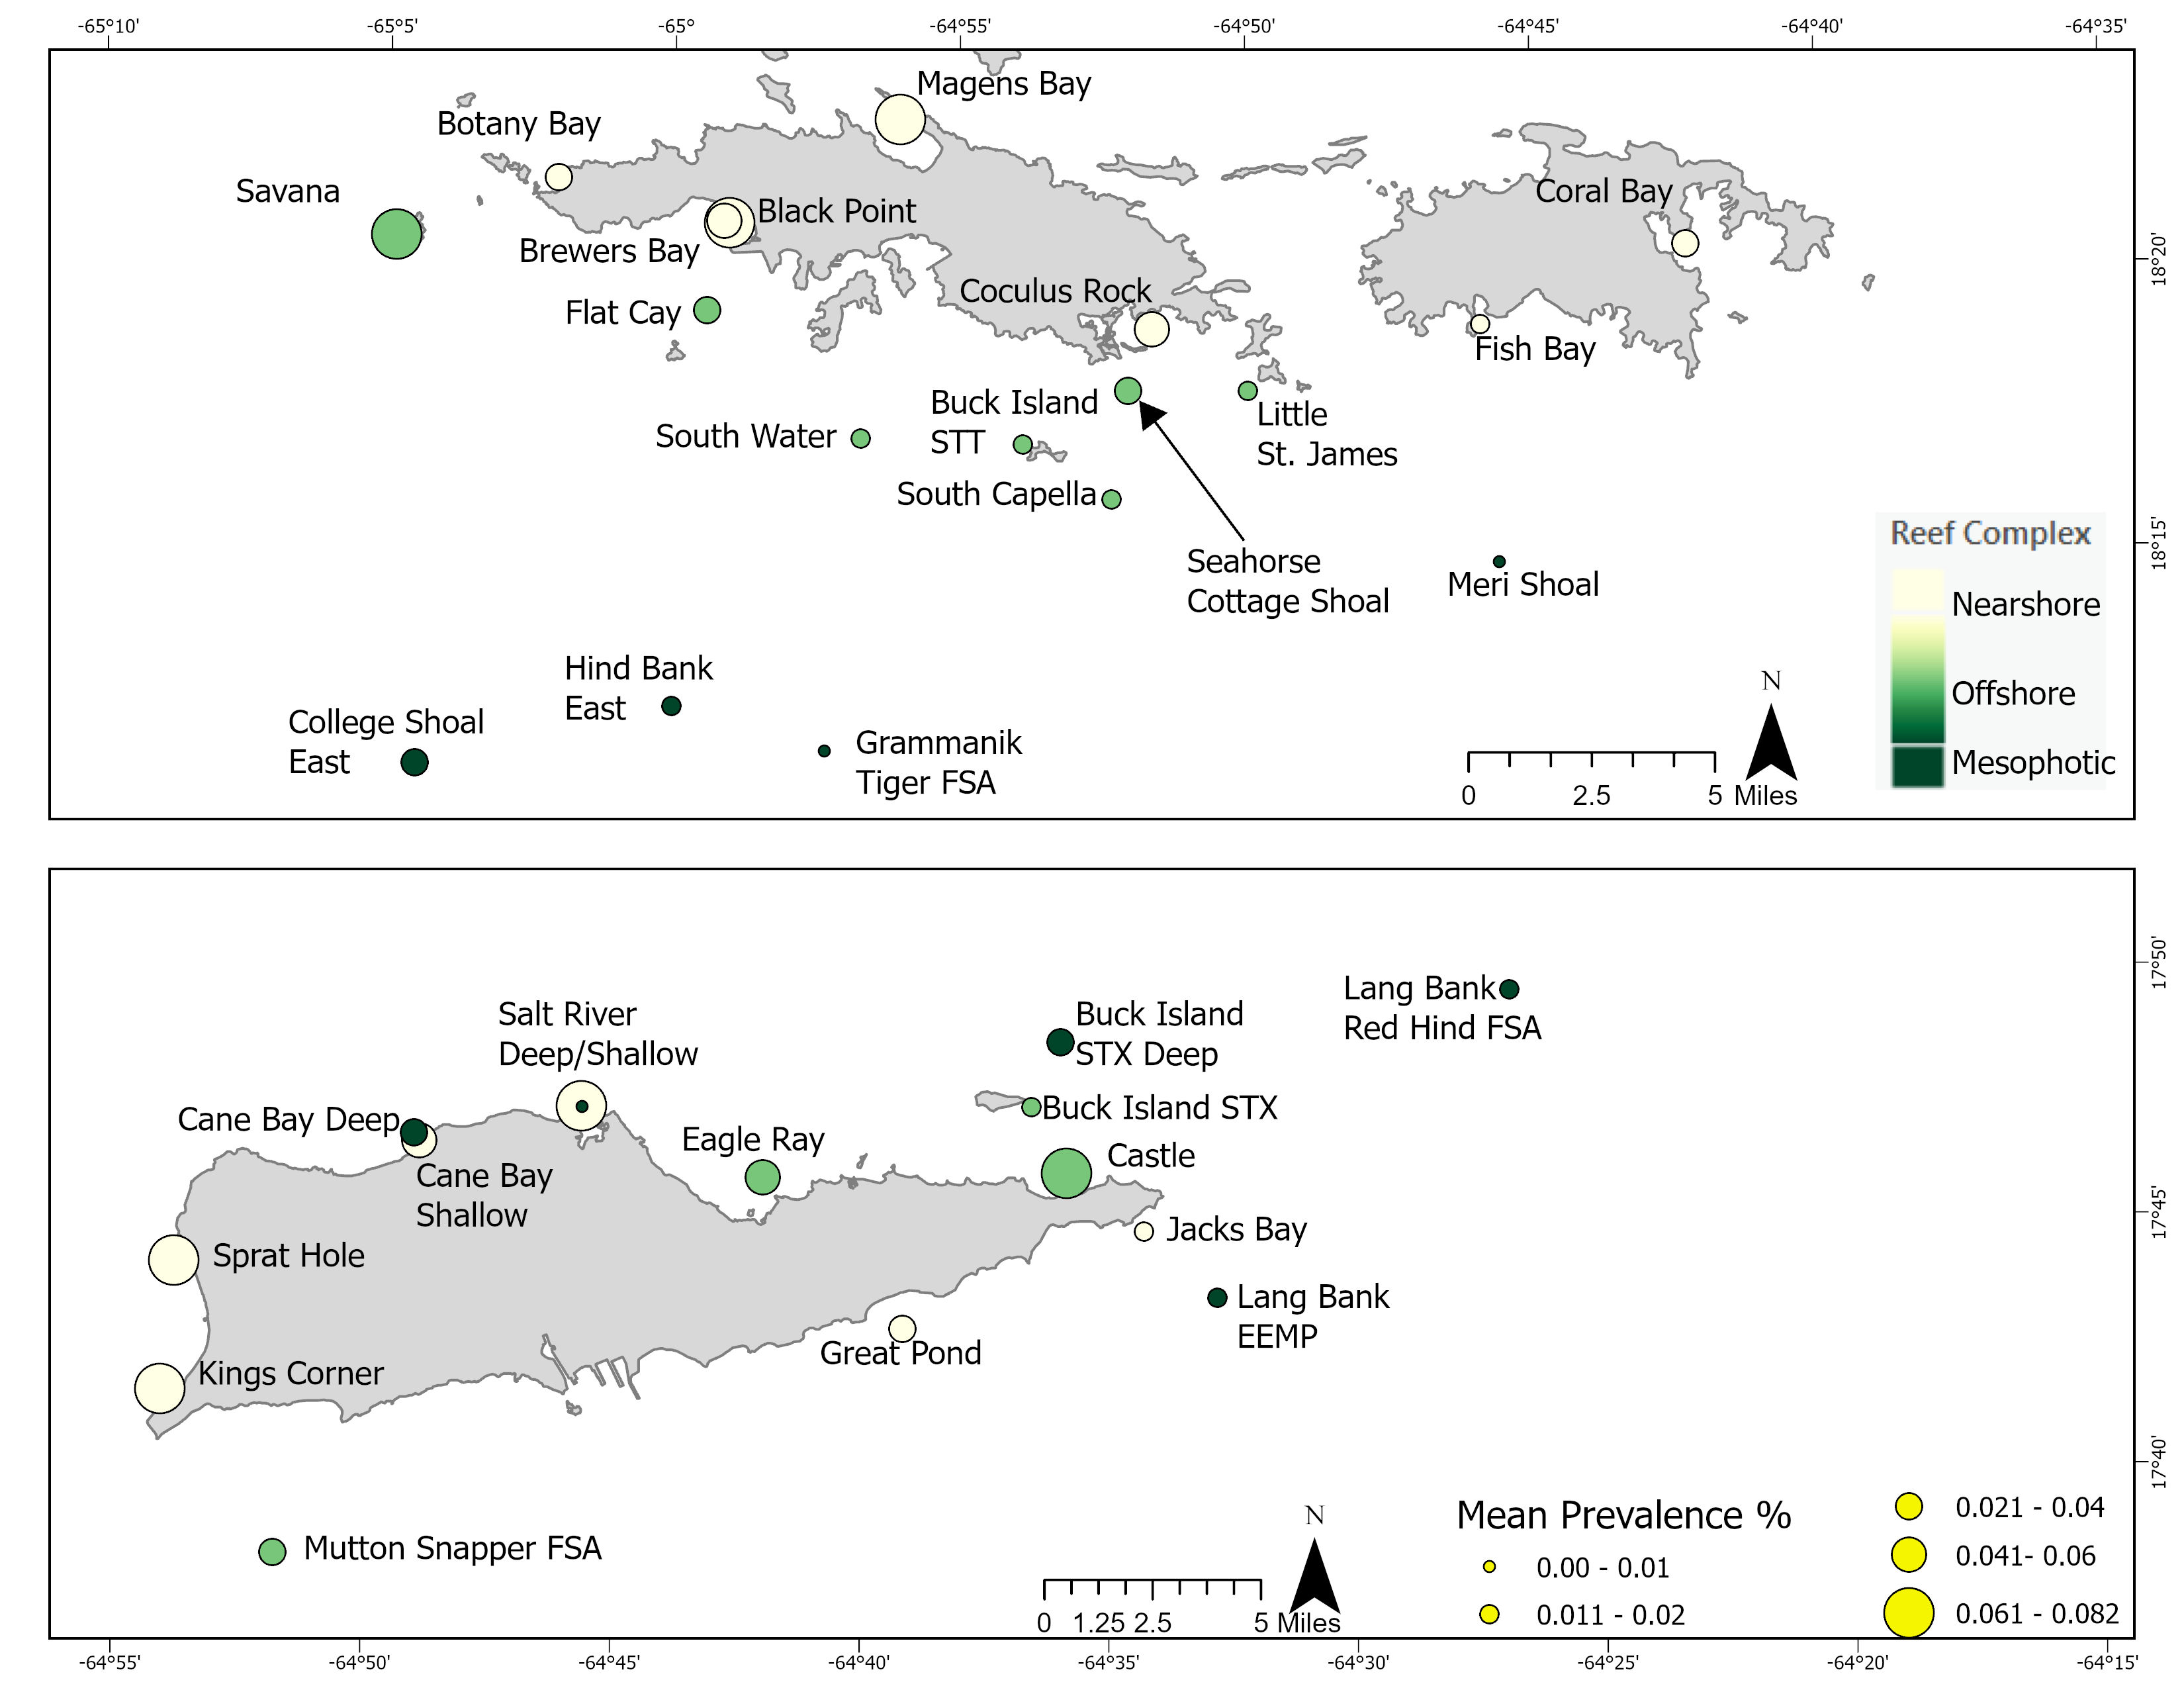 -65°10' -65°5' -65° -64°55' -64°50' -64°45' -64°40' -64°35'
Magens Bay
Botany Bay
Savana
Coral Bay
Black Point
Brewers Bay
18°20'
Coculus Rock
Flat Cay
Fish Bay
Buck Island
STT
Little
St. James
South Water
South Capella
Seahorse
Cottage Shoal
Meri Shoal
18°15'
Reef Complex
Nearshore
Offshore
Mesophotic
Hind Bank
East
College Shoal
East
Grammanik
Tiger FSA
N
0 2.5 5 Miles
17°50'
Lang Bank
Red Hind FSA
Salt River
Deep/Shallow
Buck Island
STX Deep
Cane Bay Deep
Buck Island STX
Eagle Ray
Castle
Cane Bay
Shallow
17°45'
Jacks Bay
Sprat Hole
Lang Bank
EEMP
Great Pond
Kings Corner
17°40'
Mutton Snapper FSA
N
0 1.25 2.5 5 Miles
Mean Prevalence %
0.00 - 0.01
0.011 - 0.02
0.021 - 0.04
0.041- 0.06
0.061 - 0.082
-64°55' -64°50' -64°45' -64°40' -64°35' -64°30' -64°25' -64°20' -64°15'